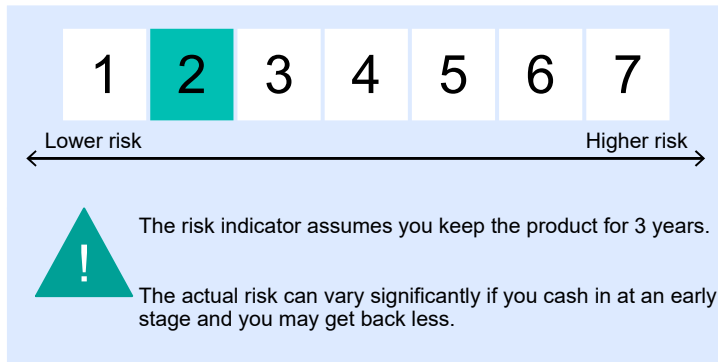 1 2 3 4 5 6 7
Lower risk Higher risk
!
The risk indicator assumes you keep the product for 3 years.
The actual risk can vary significantly if you cash in at an early
stage and you may get back less.